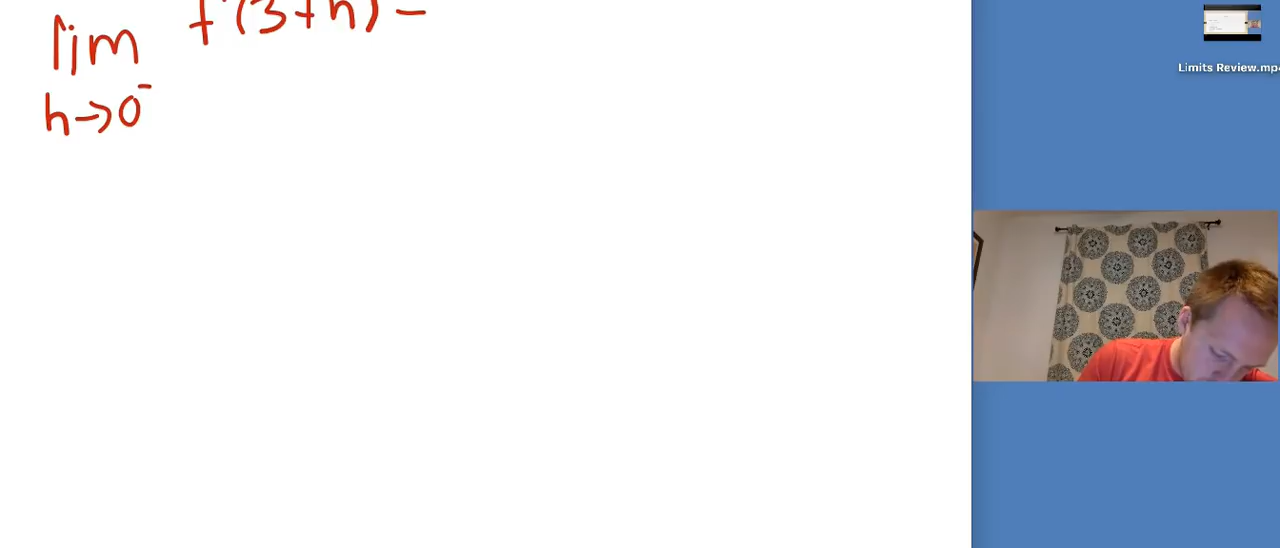 lim f'(3+h) =
h→0⁻
Limits Review.mp4